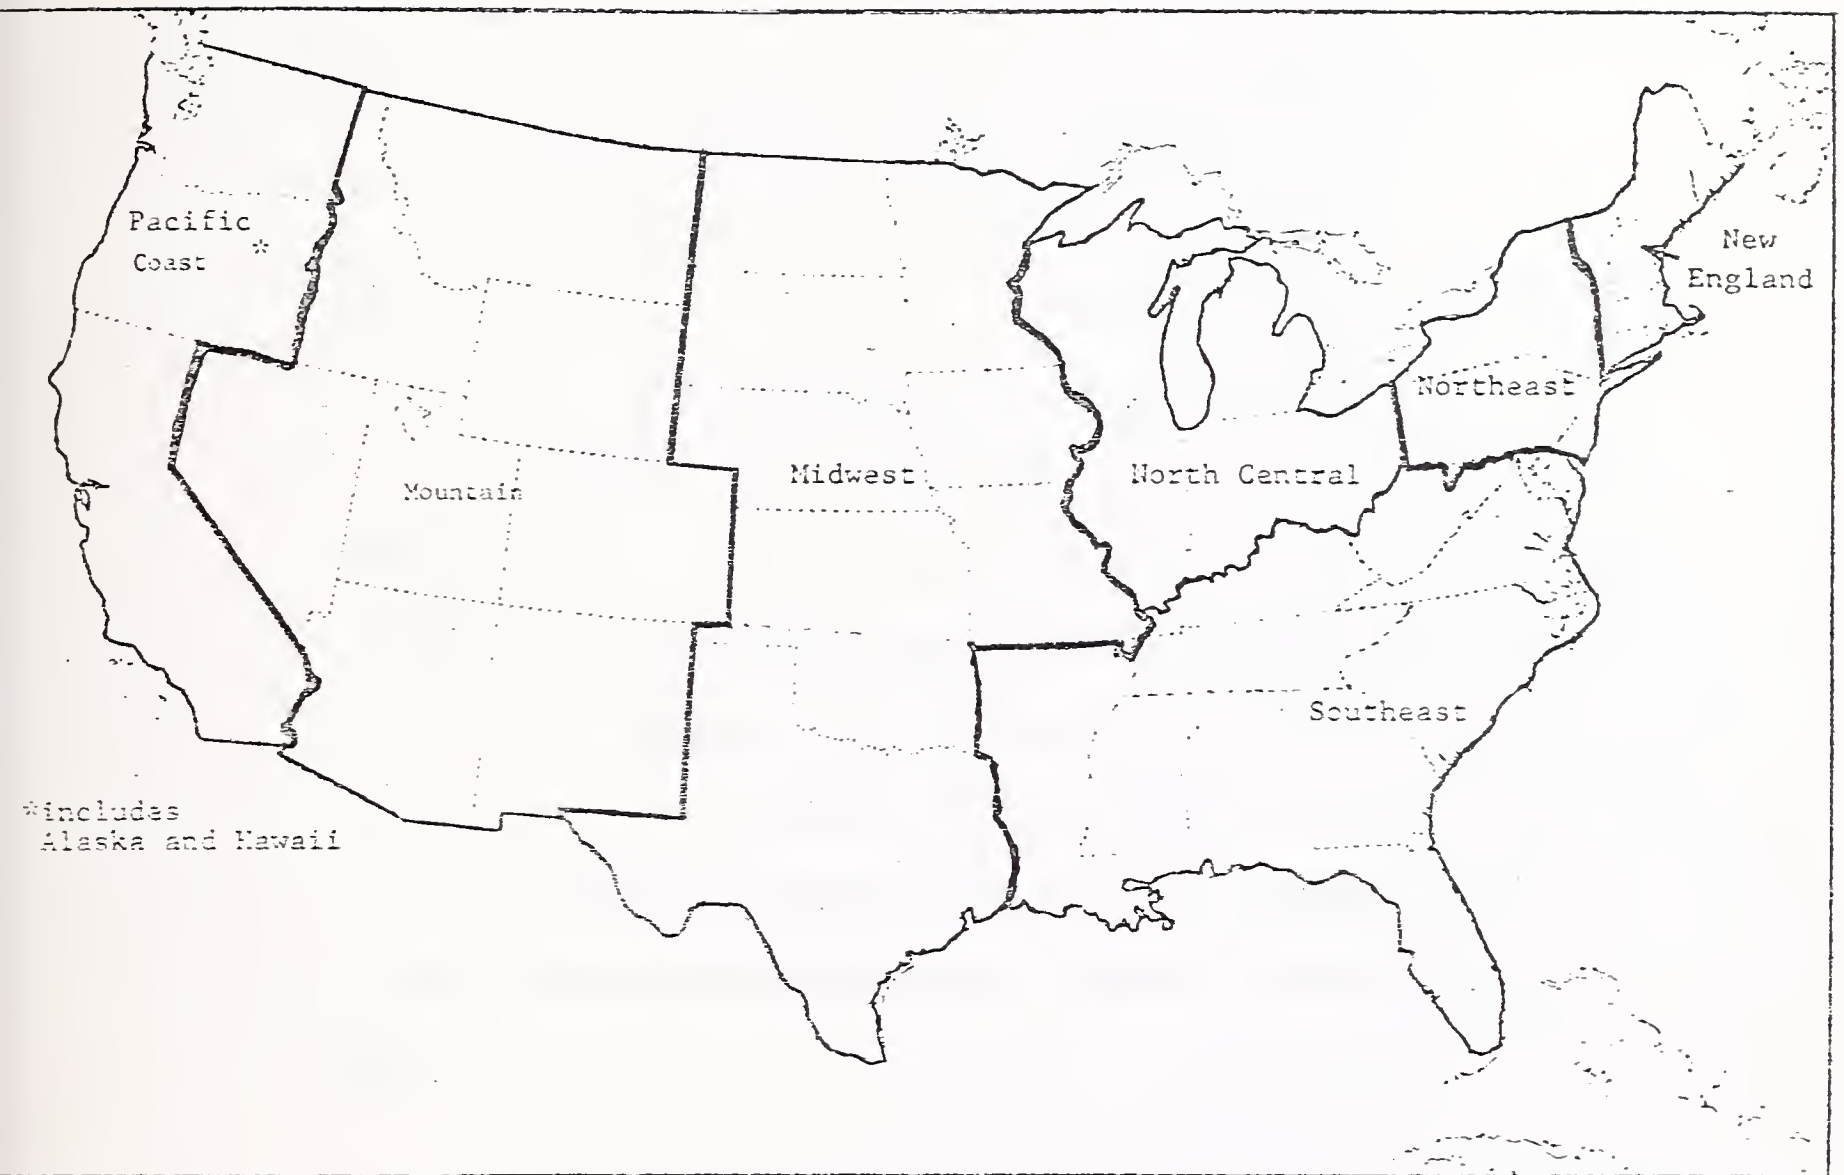 Pacific
Coast *
New
England
Northeast
Midwest
North Central
Mountain
Southeast
*includes
Alaska and Hawaii